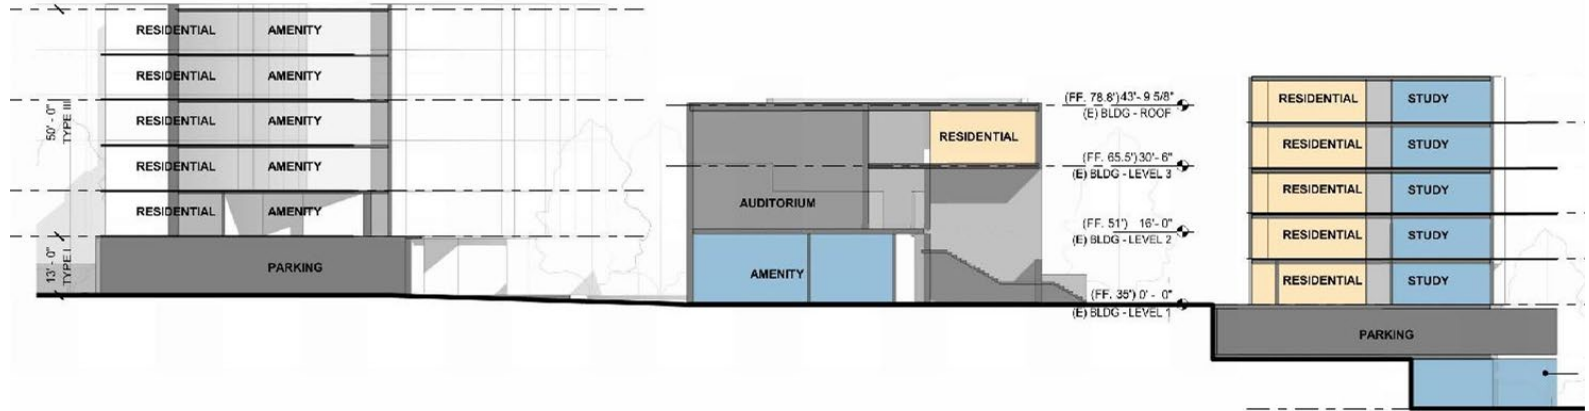 RESIDENTIAL AMENITY
RESIDENTIAL AMENITY
RESIDENTIAL AMENITY
RESIDENTIAL AMENITY
RESIDENTIAL AMENITY
PARKING
50' - 0"
TYPE III
13' - 0"
TYPE I
RESIDENTIAL
AUDITORIUM
AMENITY
(FF. 78.8') 43'- 9 5/8"
(E) BLDG - ROOF
(FF. 65.5') 30'- 6"
(E) BLDG - LEVEL 3
(FF. 51') 16'- 0"
(E) BLDG - LEVEL 2
(FF. 35') 0' - 0"
(E) BLDG - LEVEL 1
RESIDENTIAL STUDY
RESIDENTIAL STUDY
RESIDENTIAL STUDY
RESIDENTIAL STUDY
RESIDENTIAL STUDY
PARKING